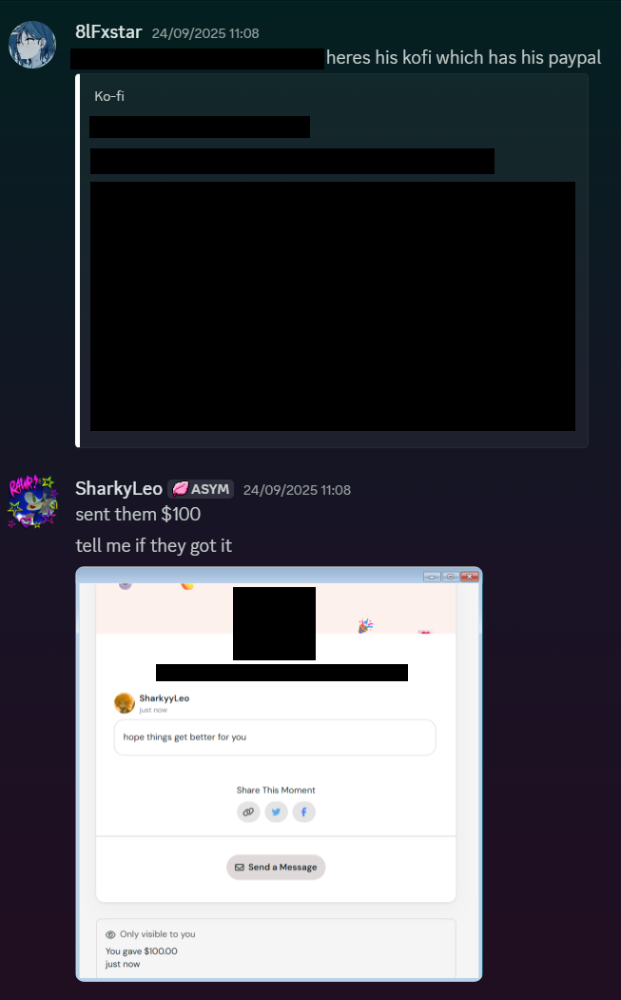 8lFxstar 24/09/2025 11:08
heres his kofi which has his paypal
Ko-fi
RAWR!
SharkyLeo ASYM 24/09/2025 11:08
sent them $100
tell me if they got it
SharkyyLeo
just now
hope things get better for you
Share This Moment
Send a Message
Only visible to you
You gave $100.00
just now